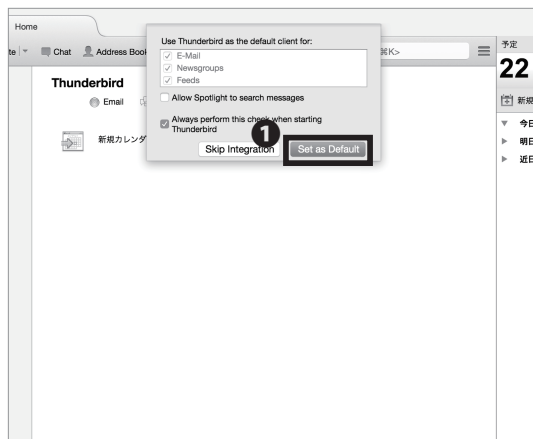 Home
te
Chat
Address Book
⌘K>
予定
22
新規
今日
明日
近日
Thunderbird
Email
新規カレンダ
Use Thunderbird as the default client for:
E-Mail
Newsgroups
Feeds
Allow Spotlight to search messages
Always perform this check when starting
Thunderbird
1
Skip Integration
Set as Default